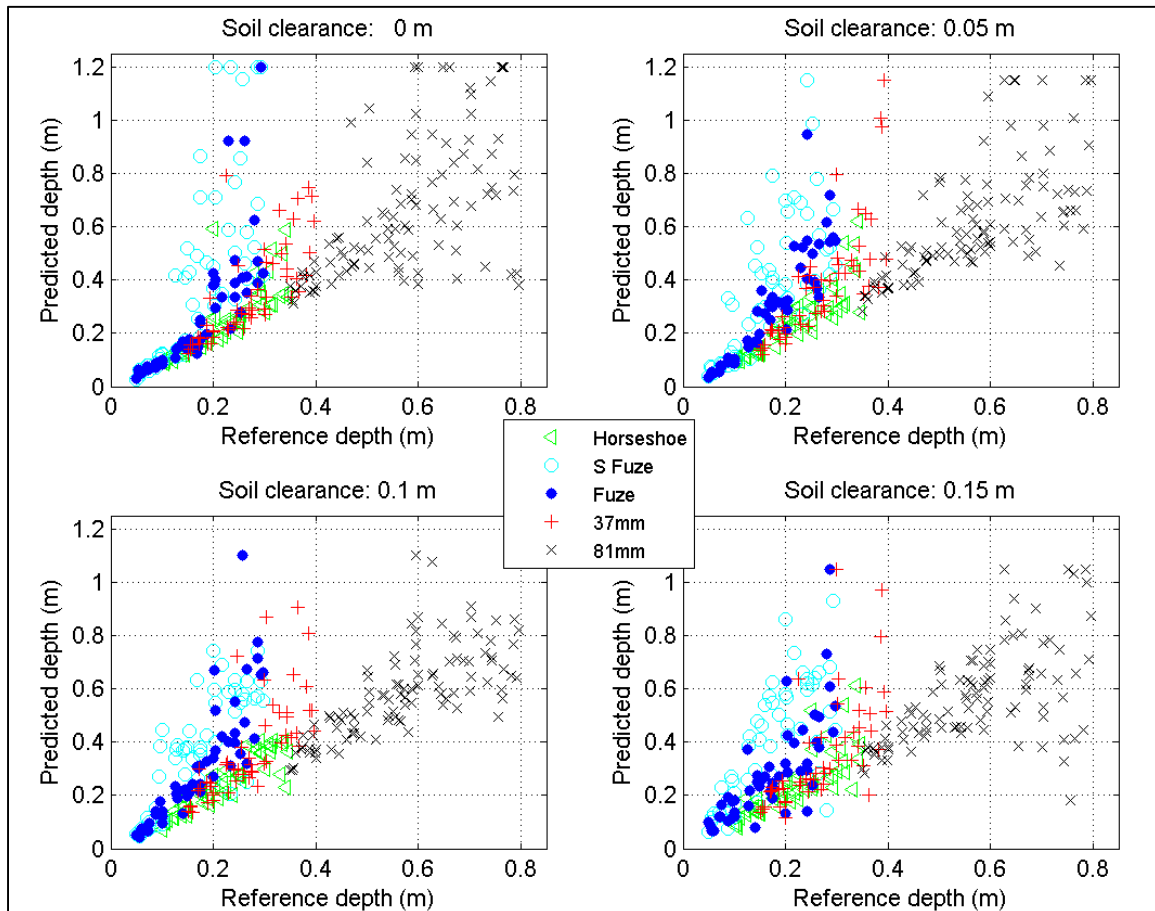 Soil clearance: 0 m
1.2
1
0.8
0.6
0.4
0.2
0
Predicted depth (m)
0 0.2 0.4 0.6 0.8
Reference depth (m)
Soil clearance: 0.05 m
1.2
1
0.8
0.6
0.4
0.2
0
Predicted depth (m)
0 0.2 0.4 0.6 0.8
Reference depth (m)
Horseshoe
S Fuze
Fuze
37mm
81mm
Soil clearance: 0.1 m
1.2
1
0.8
0.6
0.4
0.2
0
Predicted depth (m)
0 0.2 0.4 0.6 0.8
Reference depth (m)
Soil clearance: 0.15 m
1.2
1
0.8
0.6
0.4
0.2
0
Predicted depth (m)
0 0.2 0.4 0.6 0.8
Reference depth (m)